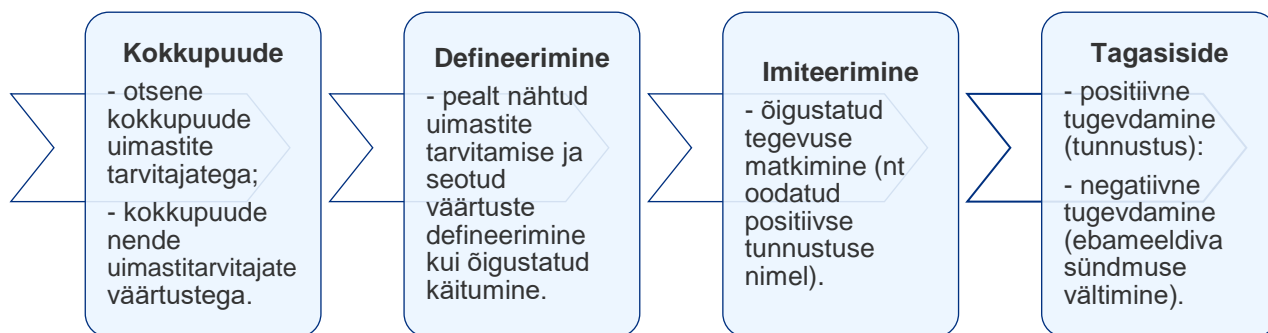 Kokkupuude
- otsene
kokkupuude
uimastite
tarvitajatega;
- kokkupuude
nende
uimastitarvitajate
väärtustega.
Defineerimine
- pealt nähtud
uimastite
tarvitamise ja
seotud
väärtuste
defineerimine
kui õigustatud
käitumine.
Imiteerimine
- õigustatud
tegevuse
matkimine (nt
oodatud
positiivse
tunnustuse
nimel).
Tagasiside
- positiivne
tugevdamine
(tunnustus):
- negatiivne
tugevdamine
(ebameeldiva
sündmuse
vältimine).